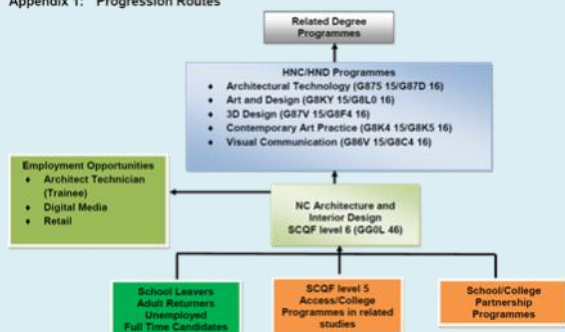 Appendix 1: Progression Routes
Related Degree
Programmes
HNC/HND Programmes
♦ Architectural Technology (G875 15/G87D 16)
♦ Art and Design (G8KY 15/G8L0 16)
♦ 3D Design (G87V 15/G8F4 16)
♦ Contemporary Art Practice (G8K4 15/G8K5 16)
♦ Visual Communication (G86V 15/G8C4 16)
Employment Opportunities
♦ Architect Technician
(Trainee)
♦ Digital Media
♦ Retail
NC Architecture and
Interior Design
SCQF level 6 (GG0L 46)
School Leavers
Adult Returners
Unemployed
Full Time Candidates
SCQF level 5
Access/College
Programmes in related
studies
School/College
Partnership
Programmes